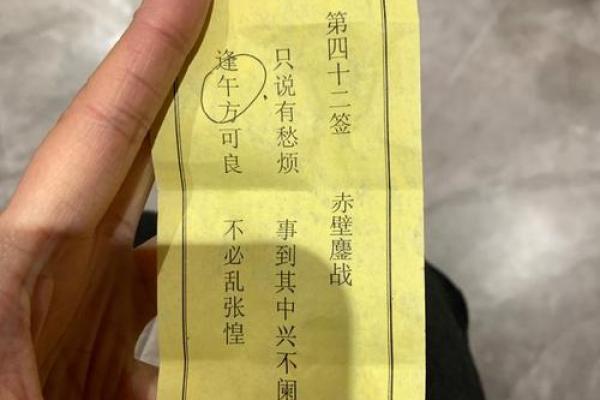 第四十二签 赤壁鏖战
只说有愁烦 事到其中兴不阑
逢午方可良 不必乱张惶